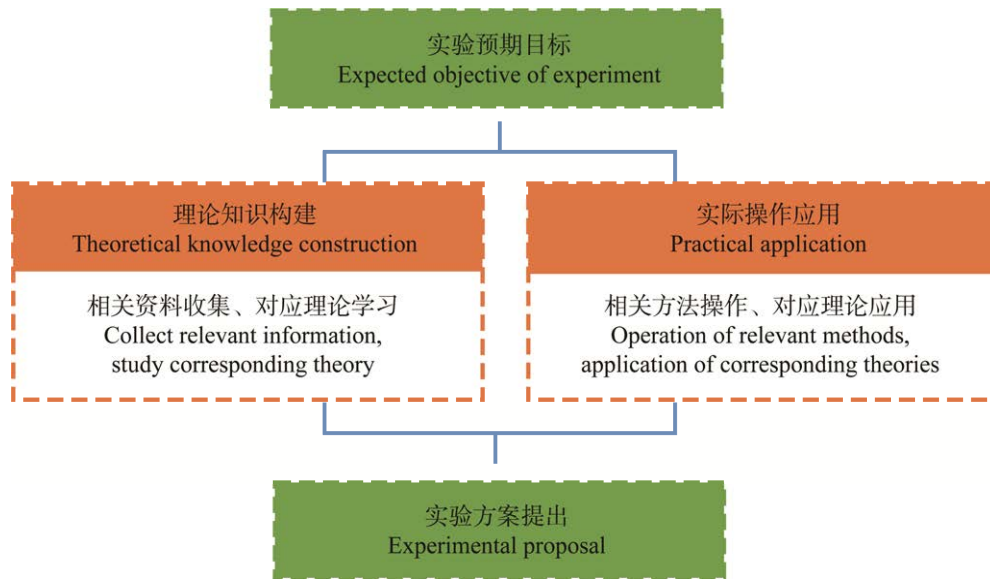 实验预期目标
Expected objective of experiment
理论知识构建
Theoretical knowledge construction
相关资料收集、对应理论学习
Collect relevant information,
study corresponding theory
实际操作应用
Practical application
相关方法操作、对应理论应用
Operation of relevant methods,
application of corresponding theories
实验方案提出
Experimental proposal